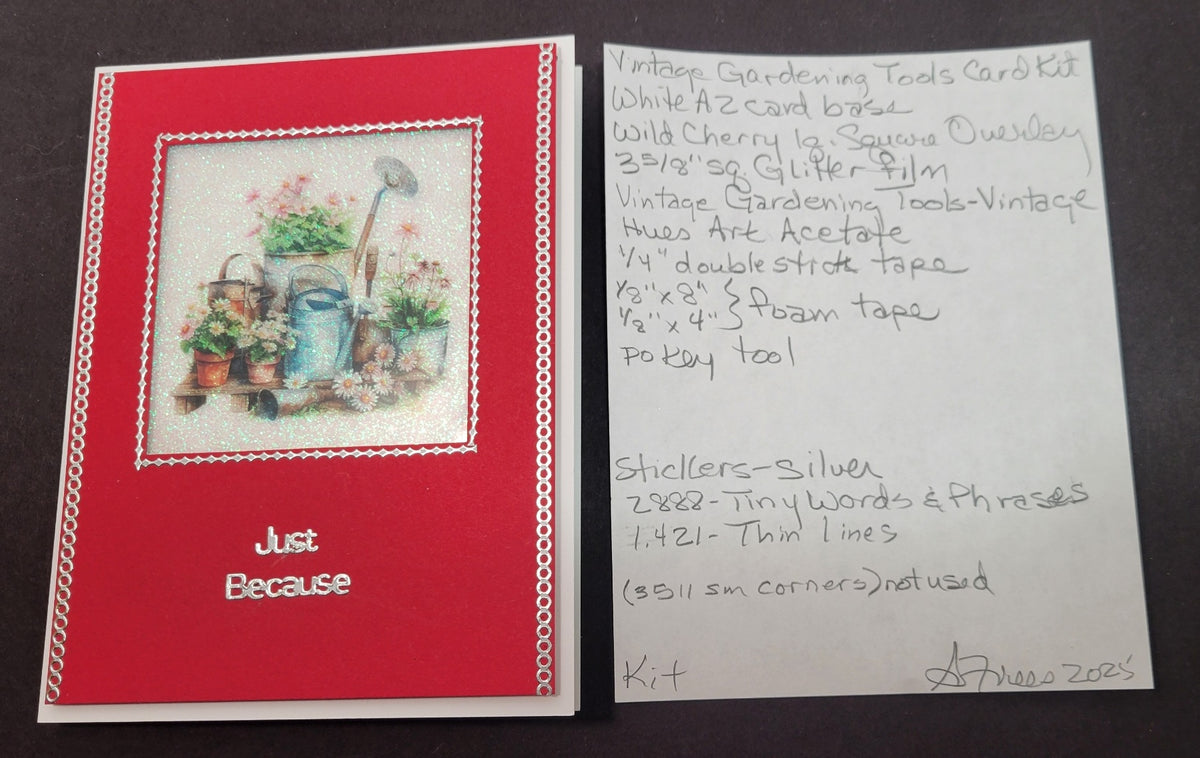 Just
Because
Vintage Gardening Tools Card Kit
White A2 card base
Wild Cherry lg. Square Overlay
3 5/8" sq. Glitter film
Vintage Gardening Tools-Vintage
Hues Art Acetate
1/4" double stick tape
1/8" x 8" } foam tape
1/2" x 4"
pokey tool
Stickers-Silver
2888-Tiny Words & Phrases
1.421-Thin lines
(3511 sm corners) not used
Kit
2025